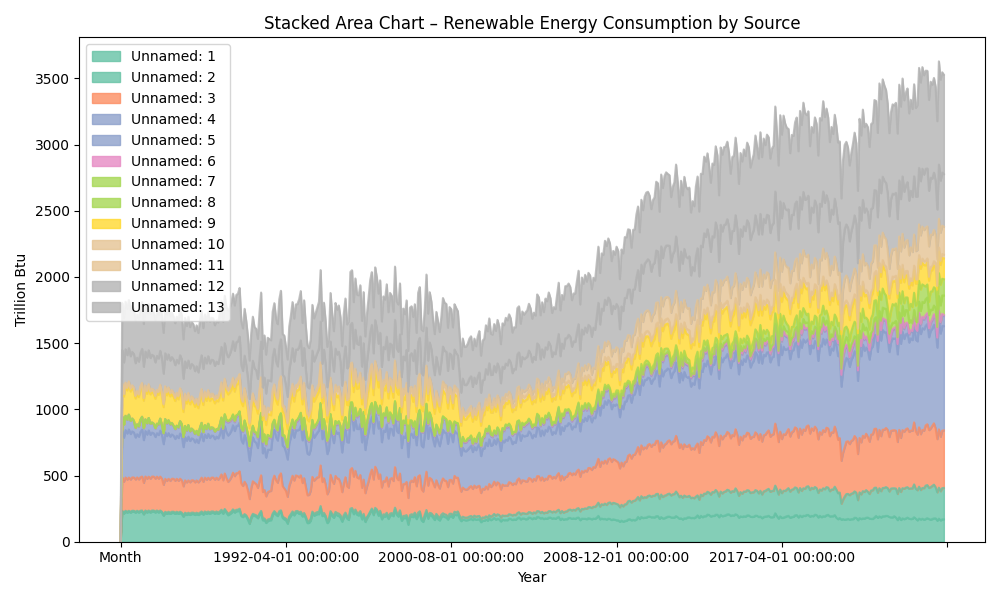 Stacked Area Chart – Renewable Energy Consumption by Source
Unnamed: 1
Unnamed: 2
Unnamed: 3
Unnamed: 4
Unnamed: 5
Unnamed: 6
Unnamed: 7
Unnamed: 8
Unnamed: 9
Unnamed: 10
Unnamed: 11
Unnamed: 12
Unnamed: 13
Trillion Btu
3500
3000
2500
2000
1500
1000
500
0
Month 1992-04-01 00:00:00 2000-08-01 00:00:00 2008-12-01 00:00:00 2017-04-01 00:00:00
Year